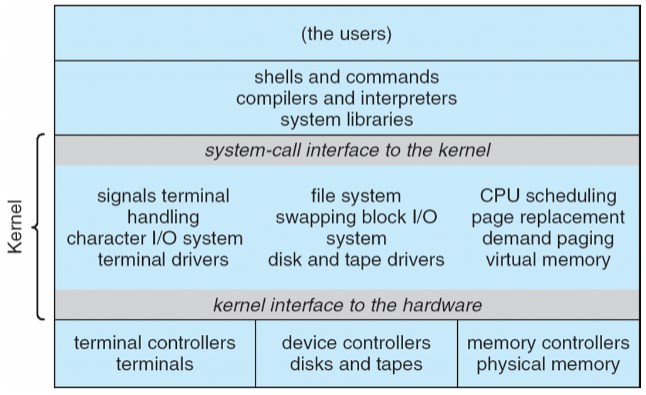 (the users)
shells and commands
compilers and interpreters
system libraries
system-call interface to the kernel
Kernel
signals terminal
handling
character I/O system
terminal drivers
file system
swapping block I/O
system
disk and tape drivers
CPU scheduling
page replacement
demand paging
virtual memory
kernel interface to the hardware
terminal controllers
terminals
device controllers
disks and tapes
memory controllers
physical memory